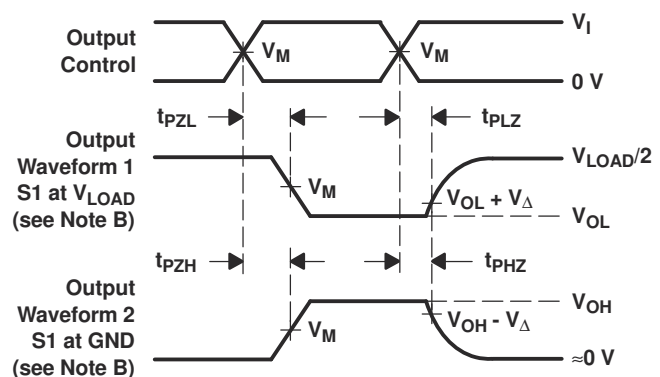 Output
Control
V_M
V_M
V_I
0 V
t_PZL
t_PLZ
Output
Waveform 1
S1 at V_LOAD
(see Note B)
V_M
V_LOAD/2
V_OL + V_Δ
V_OL
t_PZH
t_PHZ
Output
Waveform 2
S1 at GND
(see Note B)
V_M
V_OH
V_OH - V_Δ
≈0 V